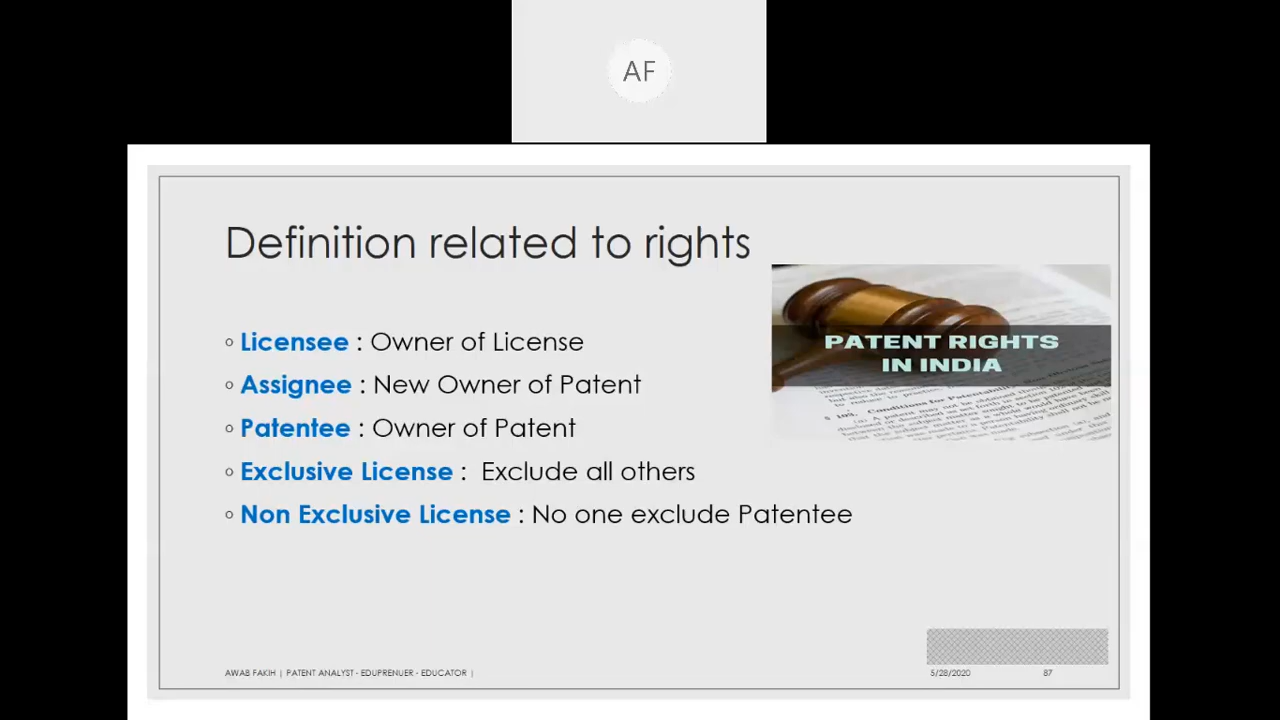 AF
Definition related to rights
PATENT RIGHTS
IN INDIA
◦ Licensee : Owner of License
◦ Assignee : New Owner of Patent
◦ Patentee : Owner of Patent
◦ Exclusive License : Exclude all others
◦ Non Exclusive License : No one exclude Patentee
AWAB FAKIH | PATENT ANALYST - EDUPRENUER - EDUCATOR |
5/28/2020 87